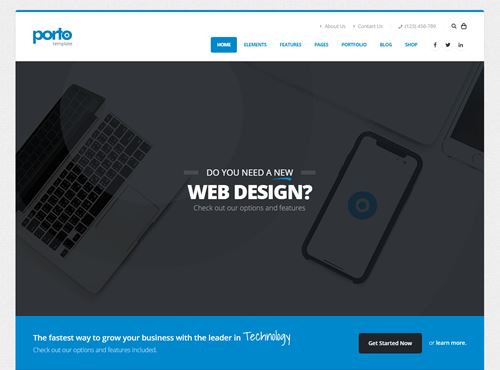 porto
template
About Us
Contact Us
(123) 456-789
HOME ELEMENTS FEATURES PAGES PORTFOLIO BLOG SHOP
DO YOU NEED A NEW
WEB DESIGN?
Check out our options and features
The fastest way to grow your business with the leader in Technology
Check out our options and features included.
Get Started Now
or learn more.